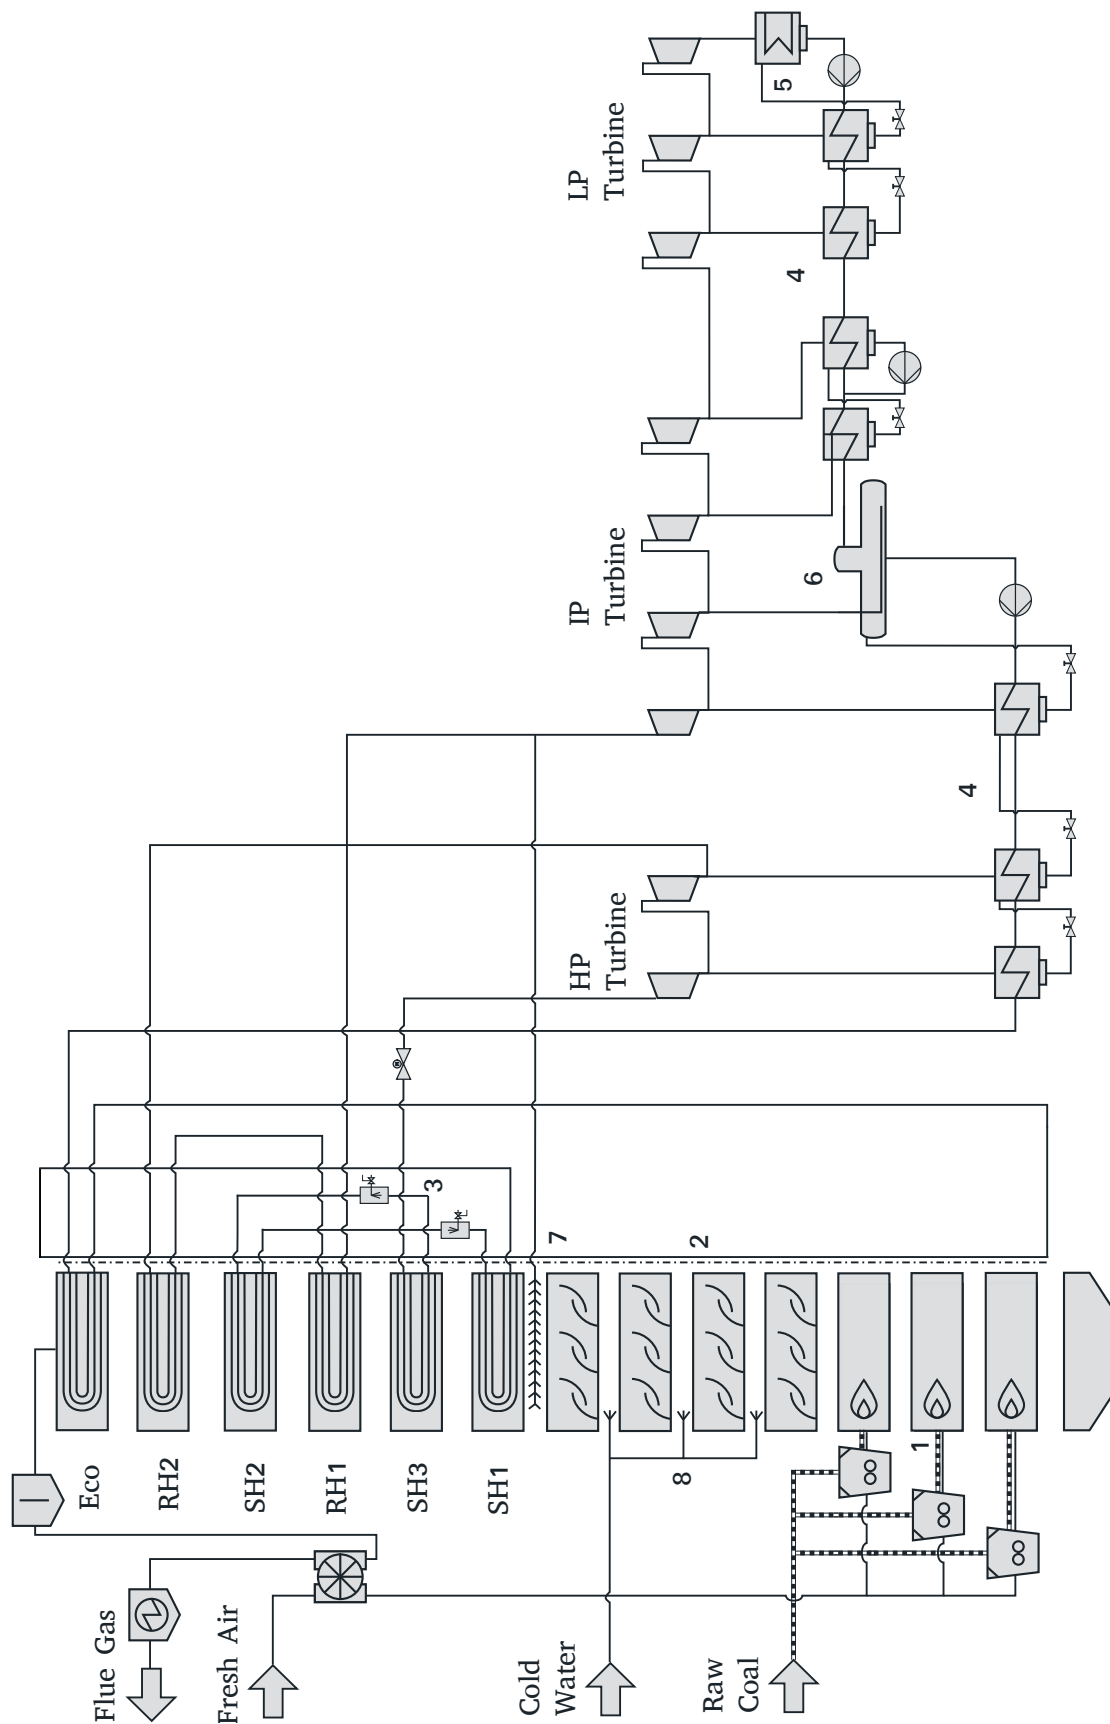 Flue Gas
Fresh Air
Cold
Water
Raw
Coal
Eco
RH2
SH2
RH1
SH3
SH1
8
1
7
2
3
HP
Turbine
4
IP
Turbine
6
4
LP
Turbine
5